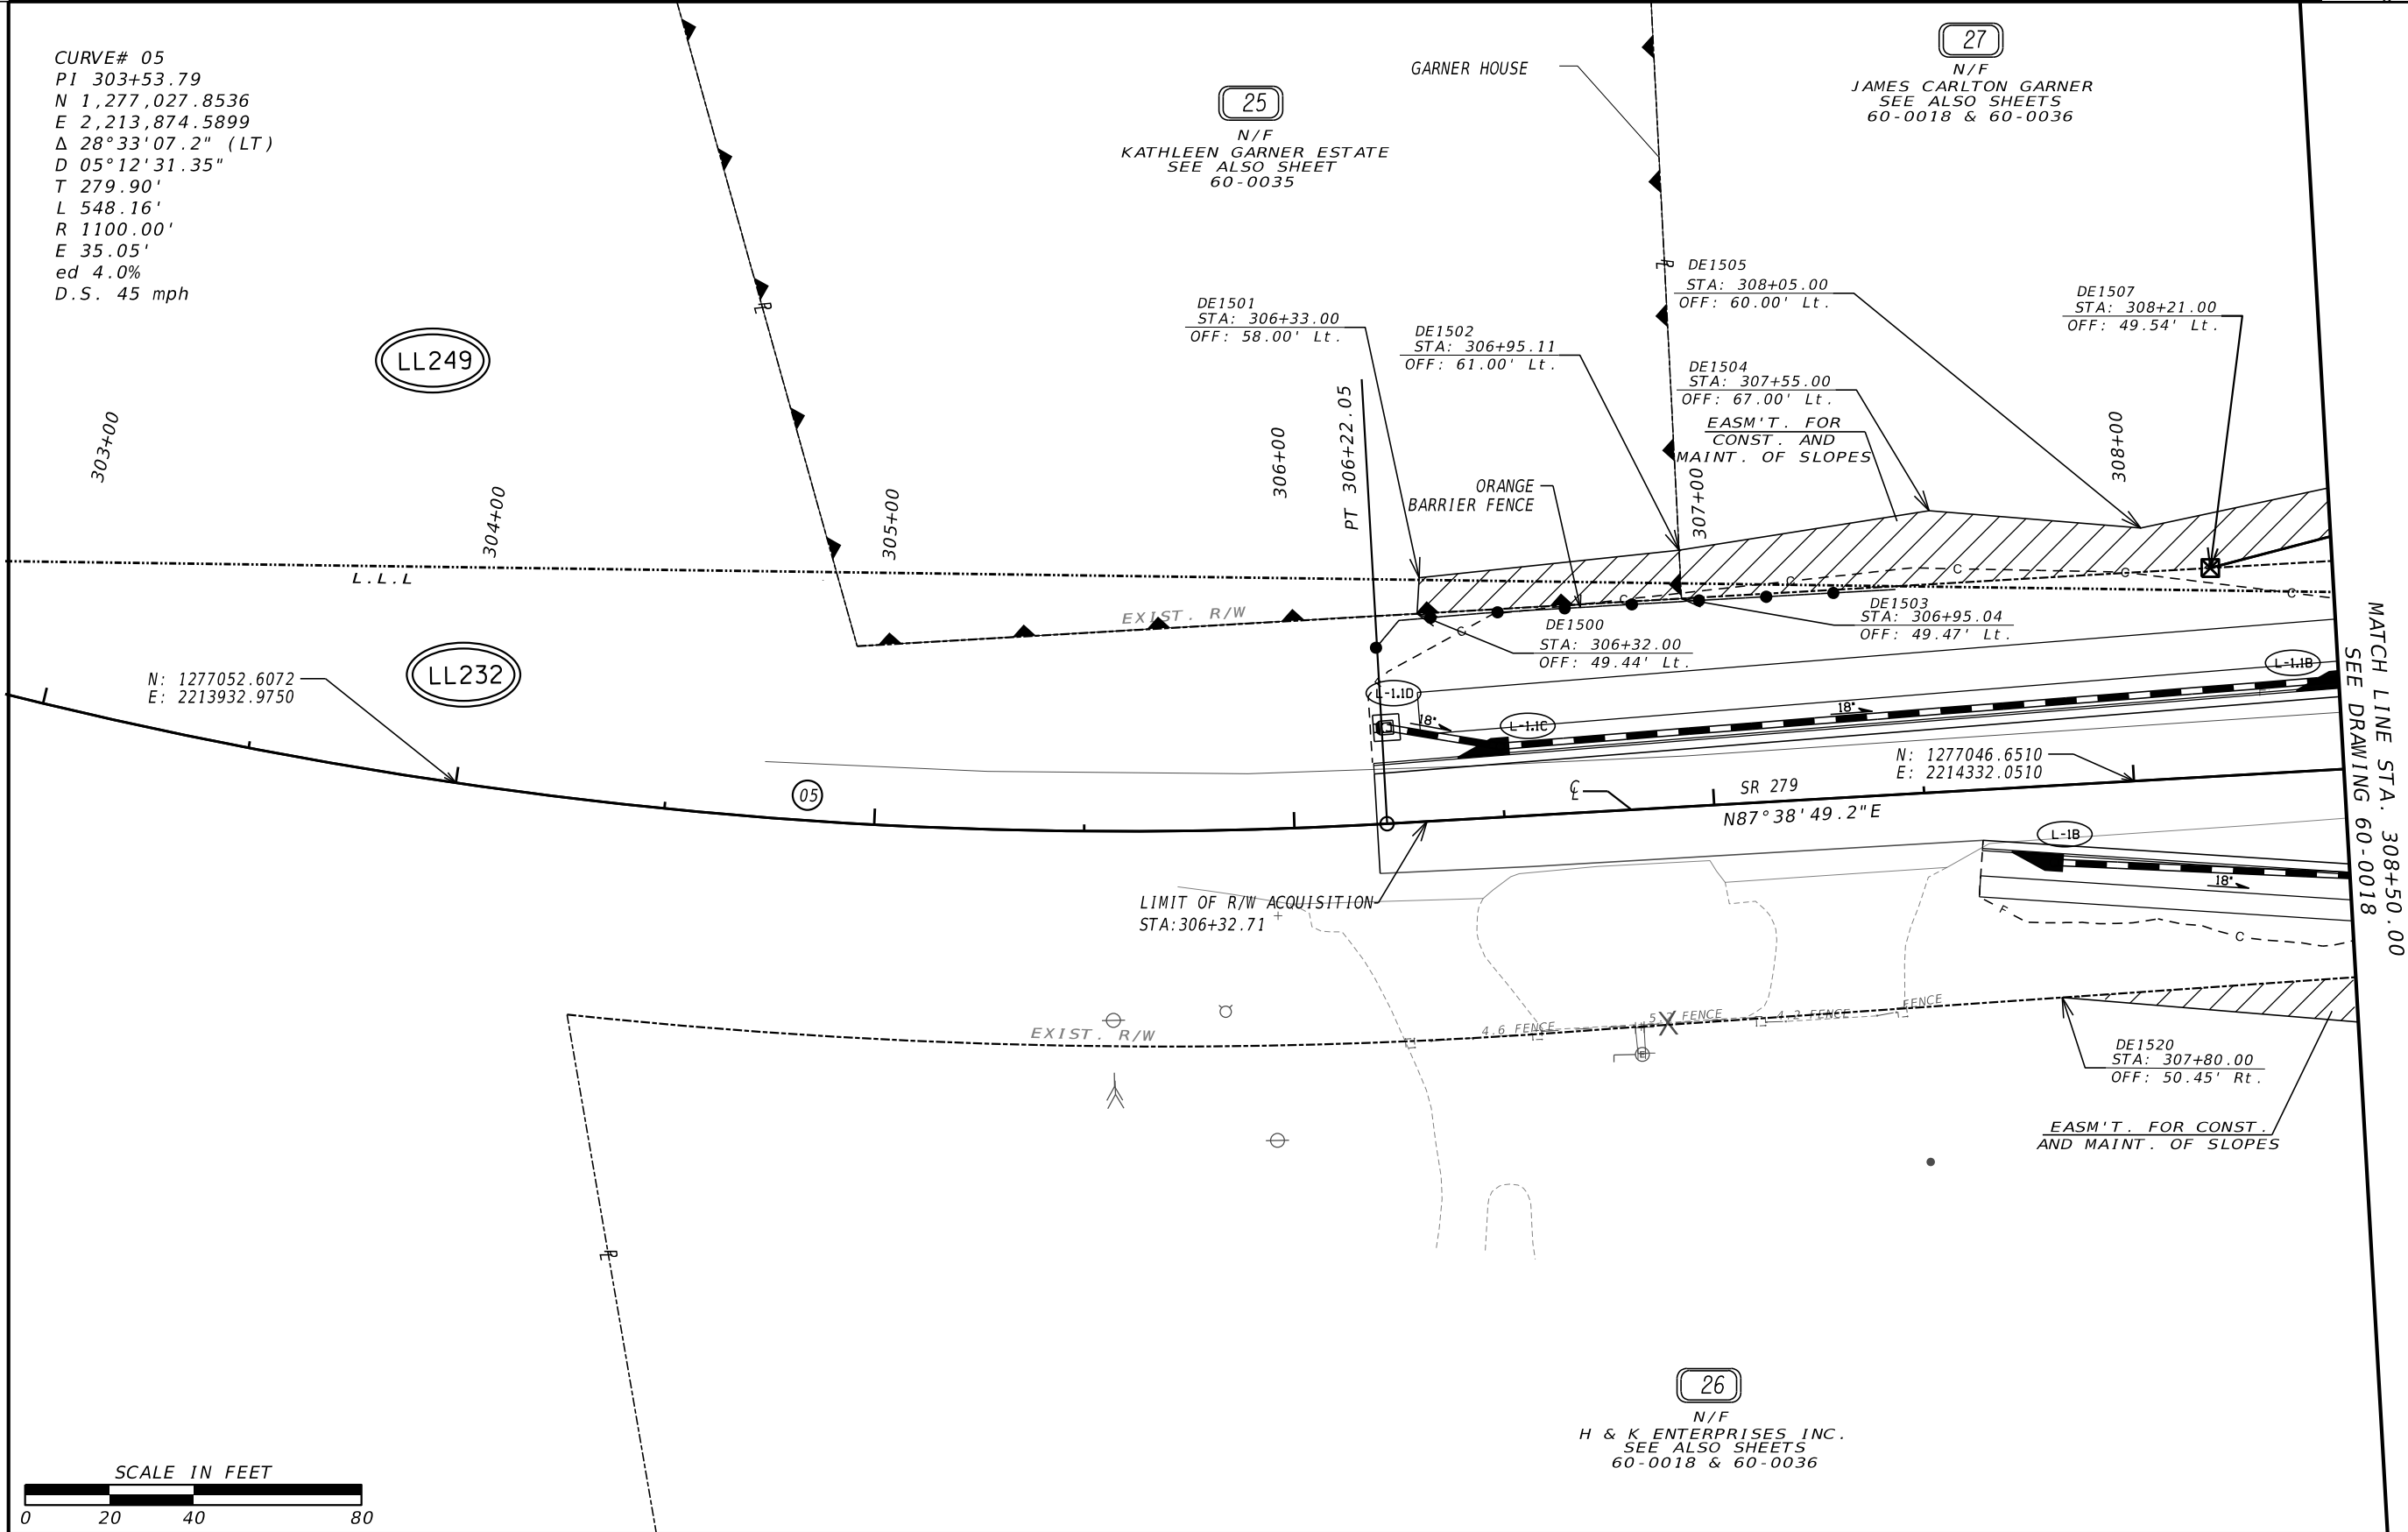 CURVE# 05
PI 303+53.79
N 1,277,027.8536
E 2,213,874.5899
Δ 28°33'07.2" (LT)
D 05°12'31.35"
T 279.90'
L 548.16'
R 1100.00'
E 35.05'
ed 4.0%
D.S. 45 mph
25
N/F
KATHLEEN GARNER ESTATE
SEE ALSO SHEET
60-0035
GARNER HOUSE
27
N/F
JAMES CARLTON GARNER
SEE ALSO SHEETS
60-0018 & 60-0036
LL249
LL232
303+00
304+00
305+00
306+00
PT 306+22.05
307+00
308+00
PL
PL
DE1501
STA: 306+33.00
OFF: 58.00' Lt.
DE1502
STA: 306+95.11
OFF: 61.00' Lt.
DE1505
STA: 308+05.00
OFF: 60.00' Lt.
DE1504
STA: 307+55.00
OFF: 67.00' Lt.
EASM'T. FOR
CONST. AND
MAINT. OF SLOPES
DE1507
STA: 308+21.00
OFF: 49.54' Lt.
ORANGE
BARRIER FENCE
L.L.L
EXIST. R/W
C
C
C
C
C
C
DE1500
STA: 306+32.00
OFF: 49.44' Lt.
DE1503
STA: 306+95.04
OFF: 49.47' Lt.
N: 1277052.6072
E: 2213932.9750
L-1.1D
18"
L-1.1C
18"
L-1.1B
05
CL
SR 279
N87°38'49.2"E
N: 1277046.6510
E: 2214332.0510
L-1B
18"
F
C
LIMIT OF R/W ACQUISITION
STA:306+32.71
EXIST. R/W
4.6 FENCE
FENCE
4.2 FENCE
FENCE
E
DE1520
STA: 307+80.00
OFF: 50.45' Rt.
EASM'T. FOR CONST.
AND MAINT. OF SLOPES
MATCH LINE STA. 308+50.00
SEE DRAWING 60-0018
PL
26
N/F
H & K ENTERPRISES INC.
SEE ALSO SHEETS
60-0018 & 60-0036
SCALE IN FEET
0 20 40 80